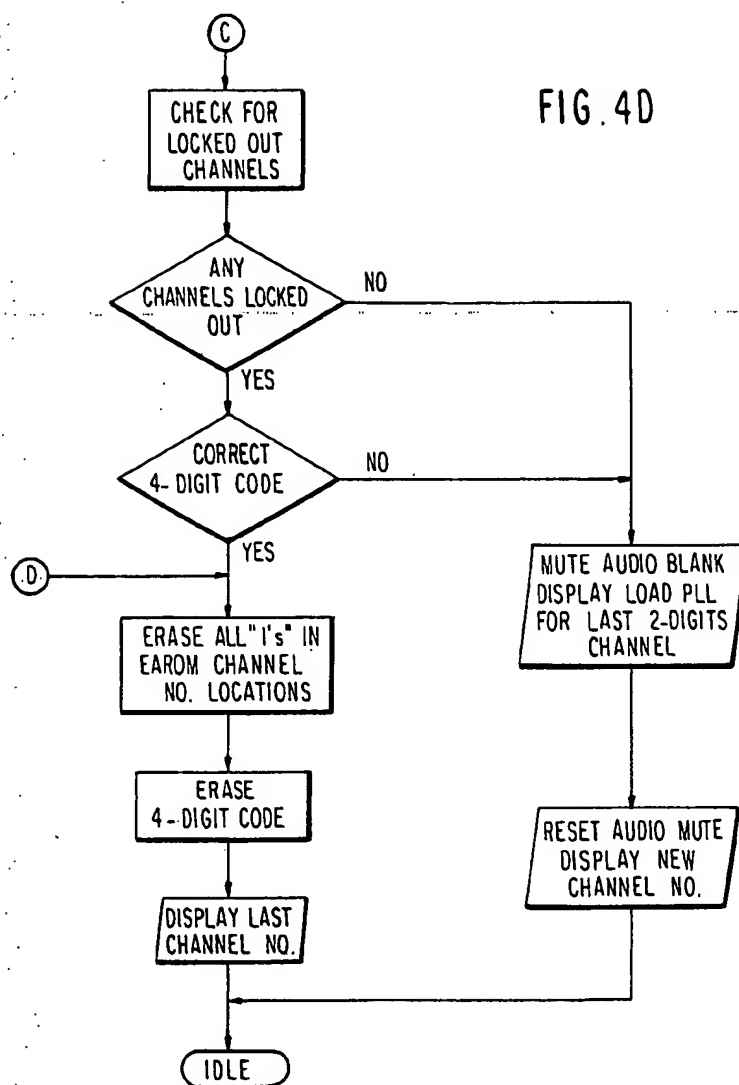 C
FIG. 4D
CHECK FOR
LOCKED OUT
CHANNELS
ANY
CHANNELS LOCKED
OUT
NO
YES
CORRECT
4-DIGIT CODE
NO
YES
D
MUTE AUDIO BLANK
DISPLAY LOAD PLL
FOR LAST 2-DIGITS
CHANNEL
ERASE ALL "1's" IN
EAROM CHANNEL
NO. LOCATIONS
ERASE
4-DIGIT CODE
RESET AUDIO MUTE
DISPLAY NEW
CHANNEL NO.
DISPLAY LAST
CHANNEL NO.
IDLE